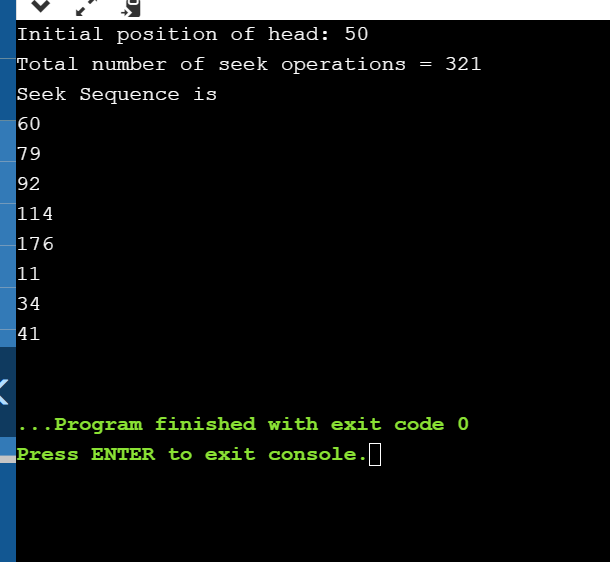 Initial position of head: 50
Total number of seek operations = 321
Seek Sequence is
60
79
92
114
176
11
34
41
...Program finished with exit code 0
Press ENTER to exit console.